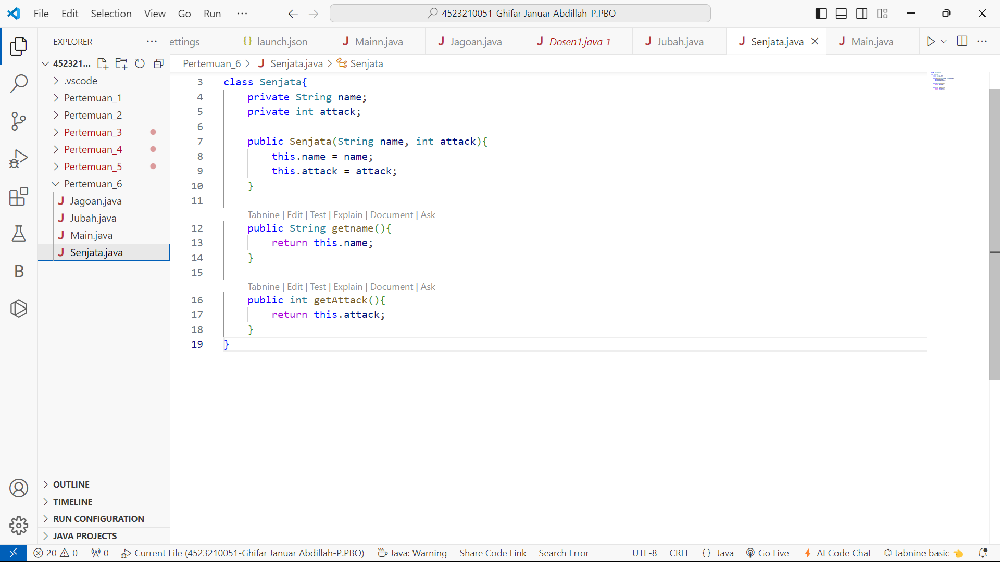 File Edit Selection View Go Run ···
4523210051-Ghifar Januar Abdillah-P.PBO
EXPLORER
ettings
{} launch.json
J Mainn.java
J Jagoan.java
J Dosen1.java 1
J Jubah.java
J Senjata.java
J Main.java
452321...
.vscode
Pertemuan_1
Pertemuan_2
Pertemuan_3
Pertemuan_4
Pertemuan_5
Pertemuan_6
J Jagoan.java
J Jubah.java
J Main.java
J Senjata.java
B
OUTLINE
TIMELINE
RUN CONFIGURATION
JAVA PROJECTS
Pertemuan_6 > J Senjata.java > Senjata
3 class Senjata{
4 private String name;
5 private int attack;
6
7 public Senjata(String name, int attack){
8 this.name = name;
9 this.attack = attack;
10 }
11
Tabnine | Edit | Test | Explain | Document | Ask
12 public String getname(){
13 return this.name;
14 }
15
Tabnine | Edit | Test | Explain | Document | Ask
16 public int getAttack(){
17 return this.attack;
18 }
19 }
20 0 0 Current File (4523210051-Ghifar Januar Abdillah-P.PBO) Java: Warning Share Code Link Search Error UTF-8 CRLF {} Java Go Live AI Code Chat tabnine basic